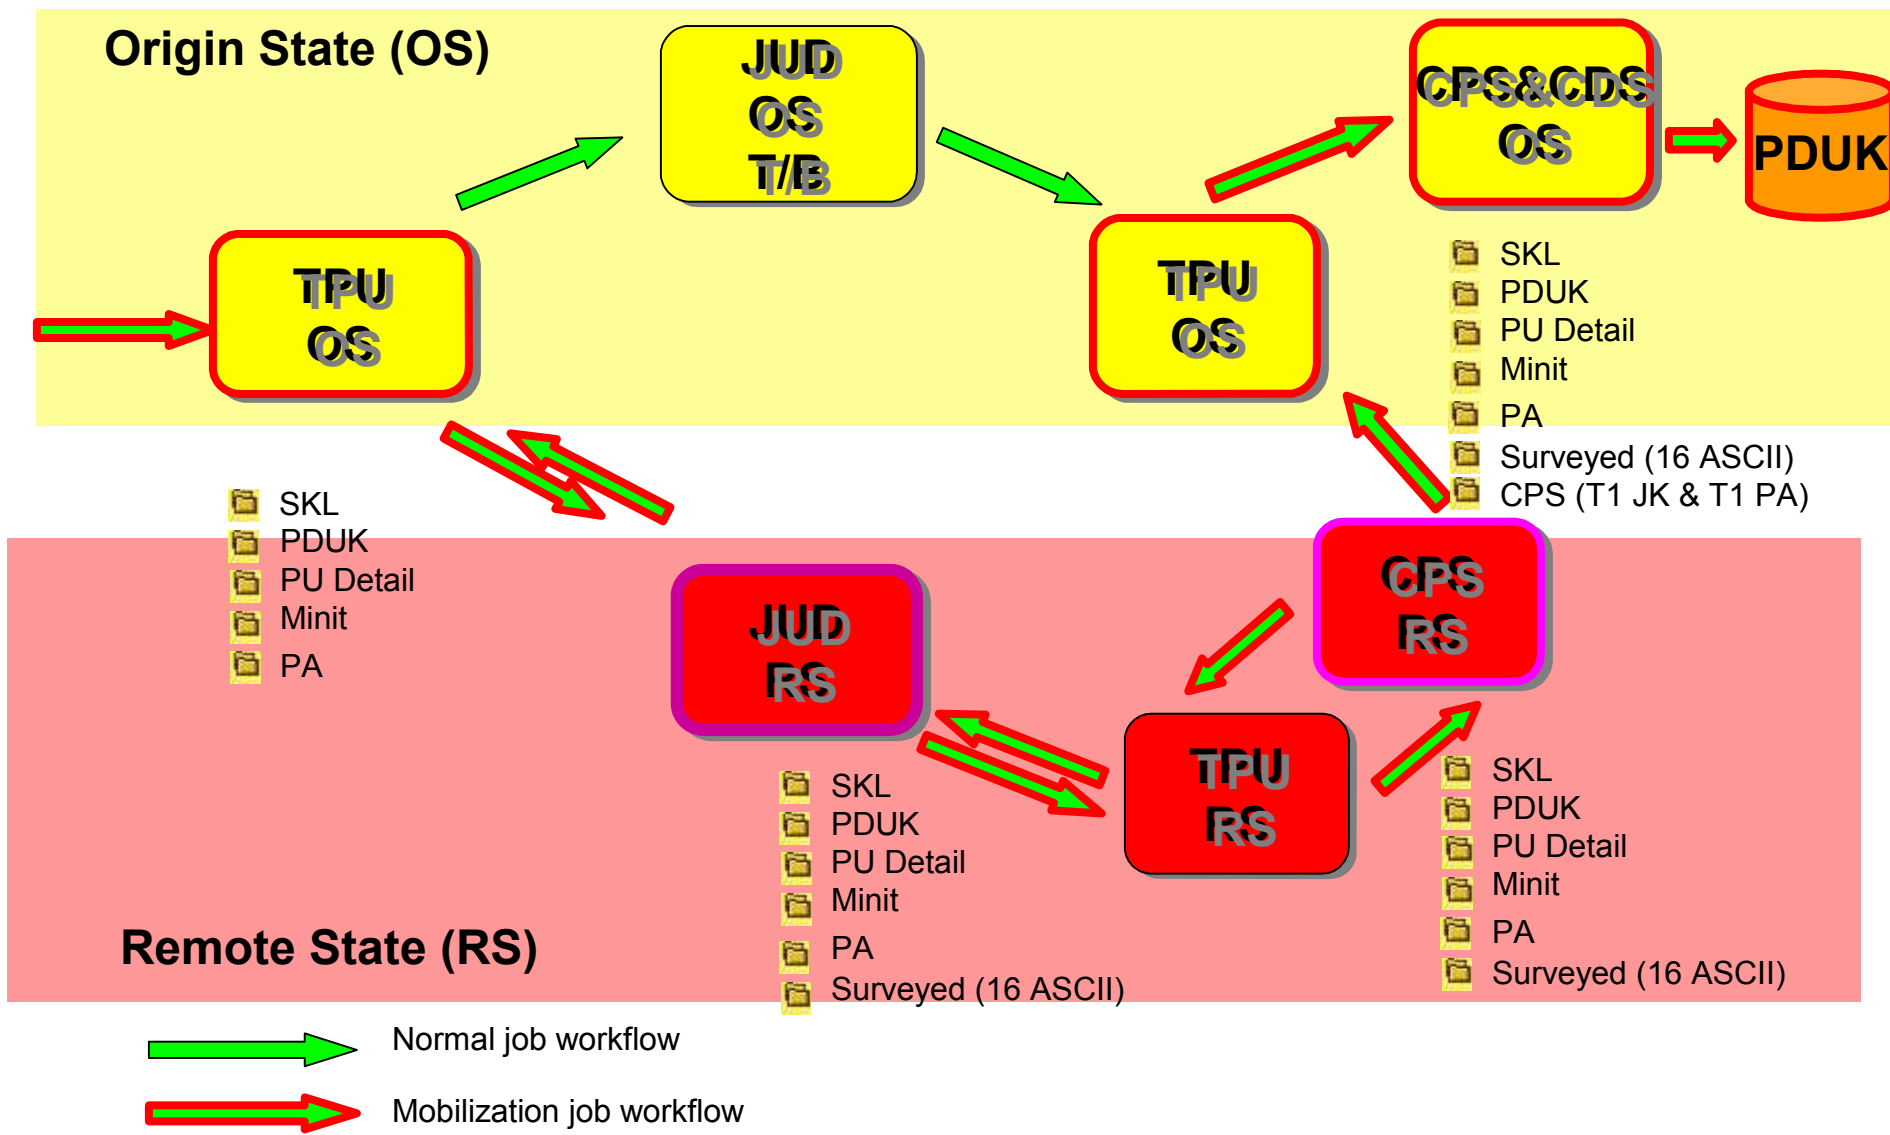 Origin State (OS)
JUD
OS
T/B
CPS&CDS
OS
PDUK
TPU
OS
TPU
OS
SKL
PDUK
PU Detail
Minit
PA
Surveyed (16 ASCII)
CPS (T1 JK & T1 PA)
SKL
PDUK
PU Detail
Minit
PA
JUD
RS
CPS
RS
TPU
RS
SKL
PDUK
PU Detail
Minit
PA
Surveyed (16 ASCII)
SKL
PDUK
PU Detail
Minit
PA
Surveyed (16 ASCII)
Remote State (RS)
Normal job workflow
Mobilization job workflow